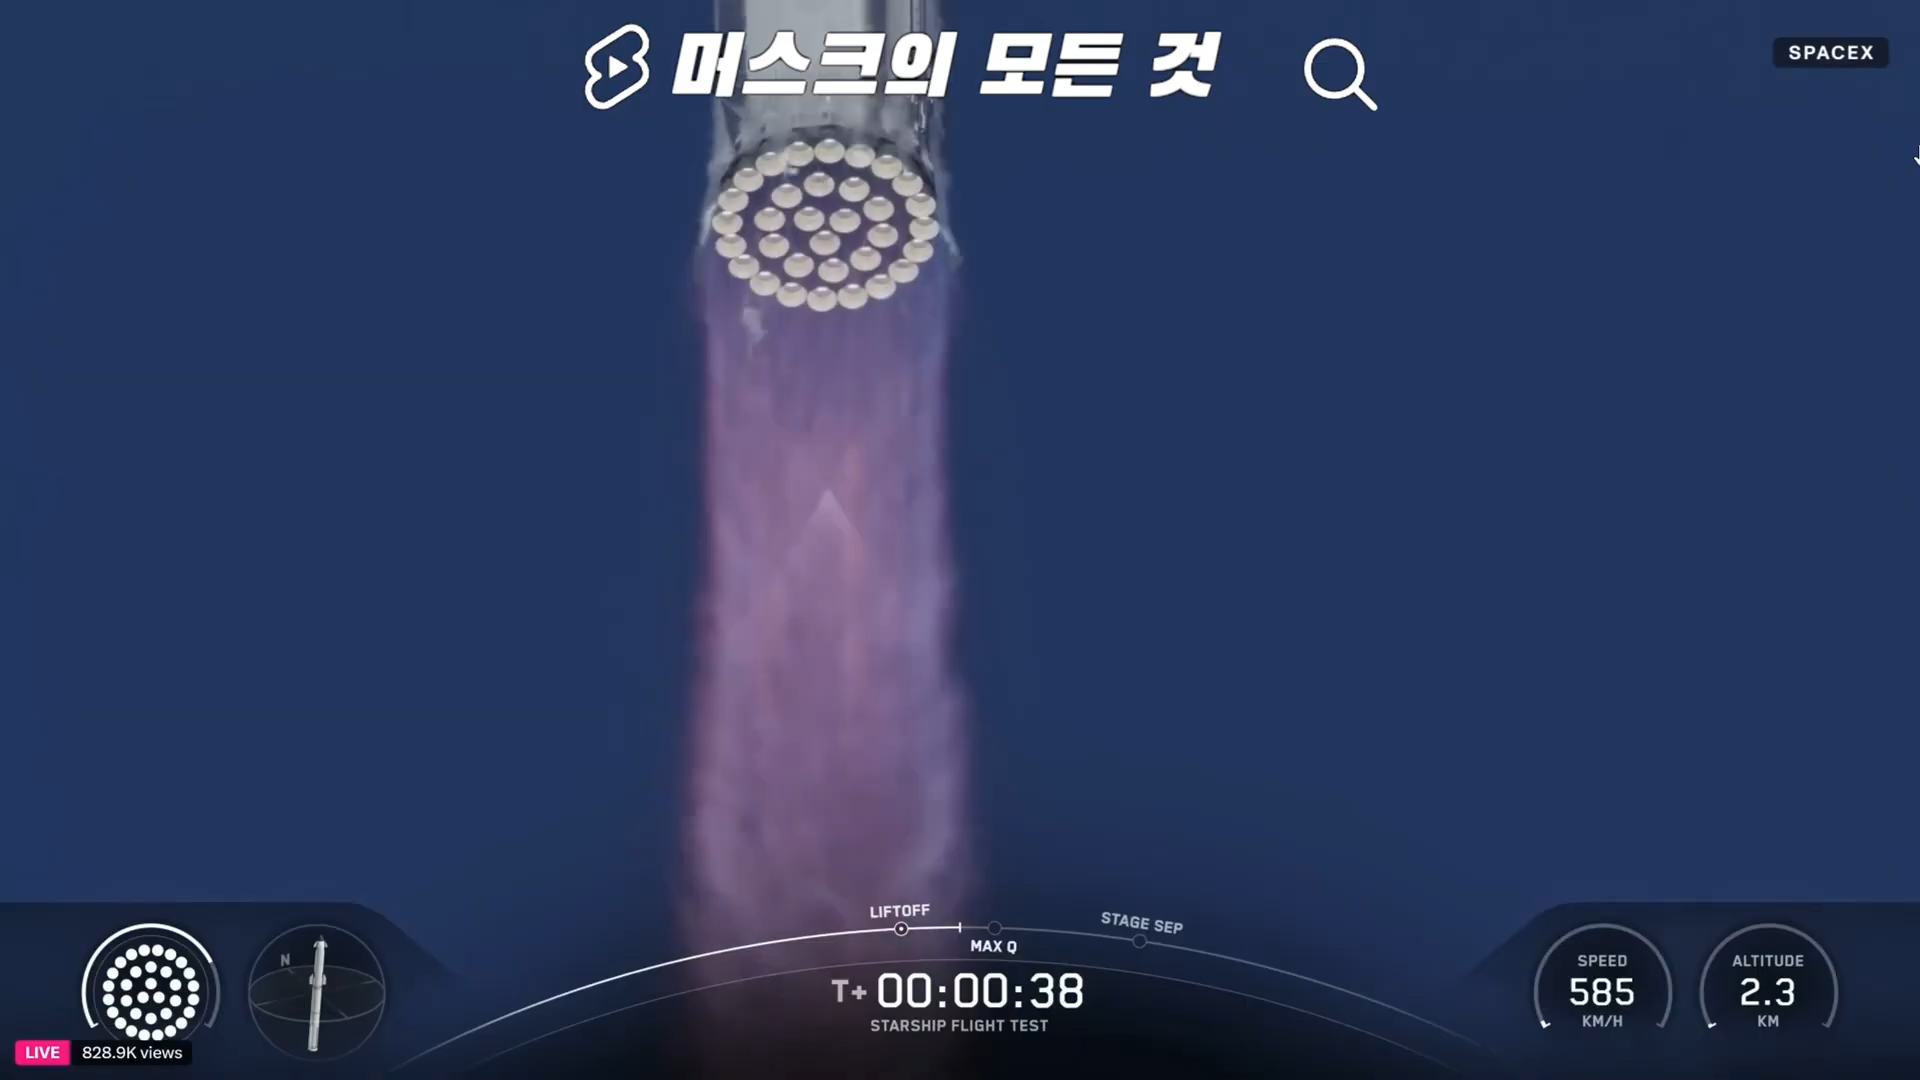 머스크의 모든 것
SPACEX
LIFTOFF
MAX Q
STAGE SEP
T+ 00:00:38
STARSHIP FLIGHT TEST
N
SPEED
585
KM/H
ALTITUDE
2.3
KM
LIVE 828.9K views